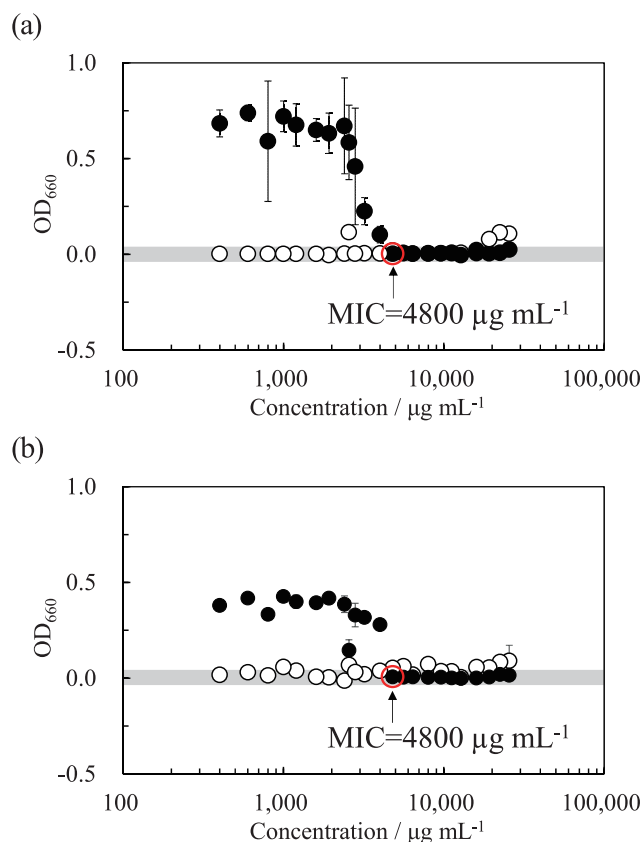 (a)
1.0
0.5
OD₆₆₀
0.0
MIC=4800 µg mL⁻¹
-0.5
100
1,000
10,000
100,000
Concentration / µg mL⁻¹
(b)
1.0
0.5
OD₆₆₀
0.0
MIC=4800 µg mL⁻¹
-0.5
100
1,000
10,000
100,000
Concentration / µg mL⁻¹